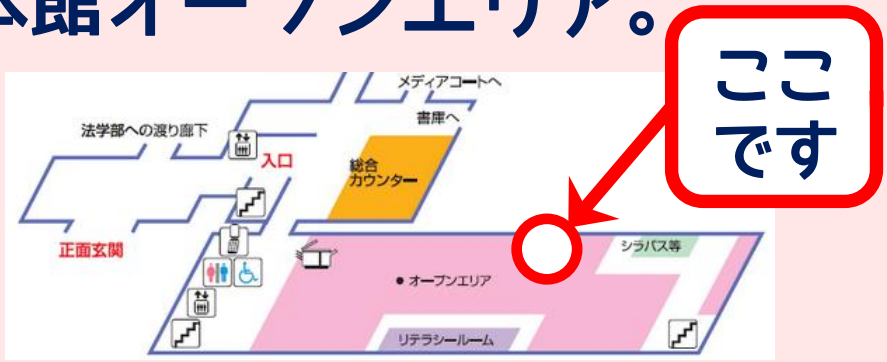 本館オープンエリア。
ここ
です
メディアコートへ
書庫へ
法学部への渡り廊下
入口
総合
カウンター
正面玄関
シラバス等
● オープンエリア
リテラシールーム